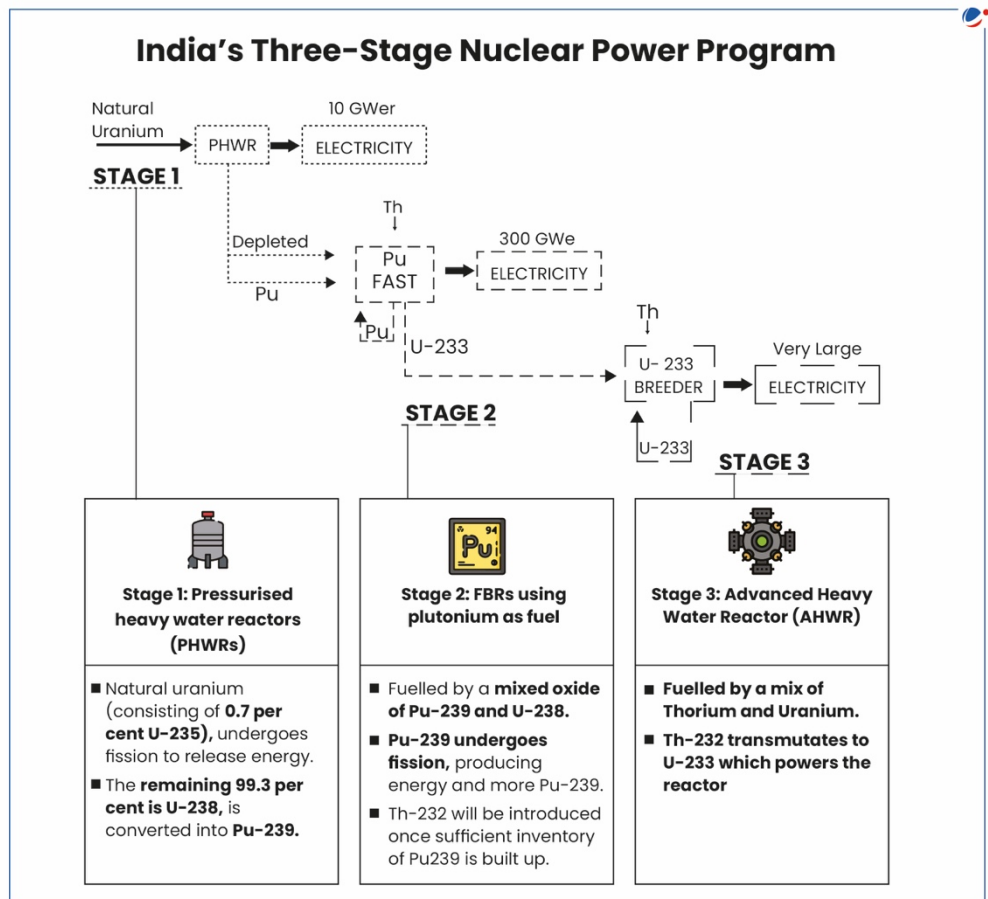 India's Three-Stage Nuclear Power Program
Natural
Uranium
PHWR
10 GWer
ELECTRICITY
STAGE 1
Depleted
Pu
Th
Pu
FAST
300 GWe
ELECTRICITY
Pu
U-233
Th
U- 233
BREEDER
Very Large
ELECTRICITY
U-233
STAGE 2
STAGE 3
Stage 1: Pressurised
heavy water reactors
(PHWRs)
■ Natural uranium
(consisting of 0.7 per
cent U-235), undergoes
fission to release energy.
■ The remaining 99.3 per
cent is U-238, is
converted into Pu-239.
94
Pu
Stage 2: FBRs using
plutonium as fuel
■ Fuelled by a mixed oxide
of Pu-239 and U-238.
■ Pu-239 undergoes
fission, producing
energy and more Pu-239.
■ Th-232 will be introduced
once sufficient inventory
of Pu239 is built up.
Stage 3: Advanced Heavy
Water Reactor (AHWR)
■ Fuelled by a mix of
Thorium and Uranium.
■ Th-232 transmutates to
U-233 which powers the
reactor